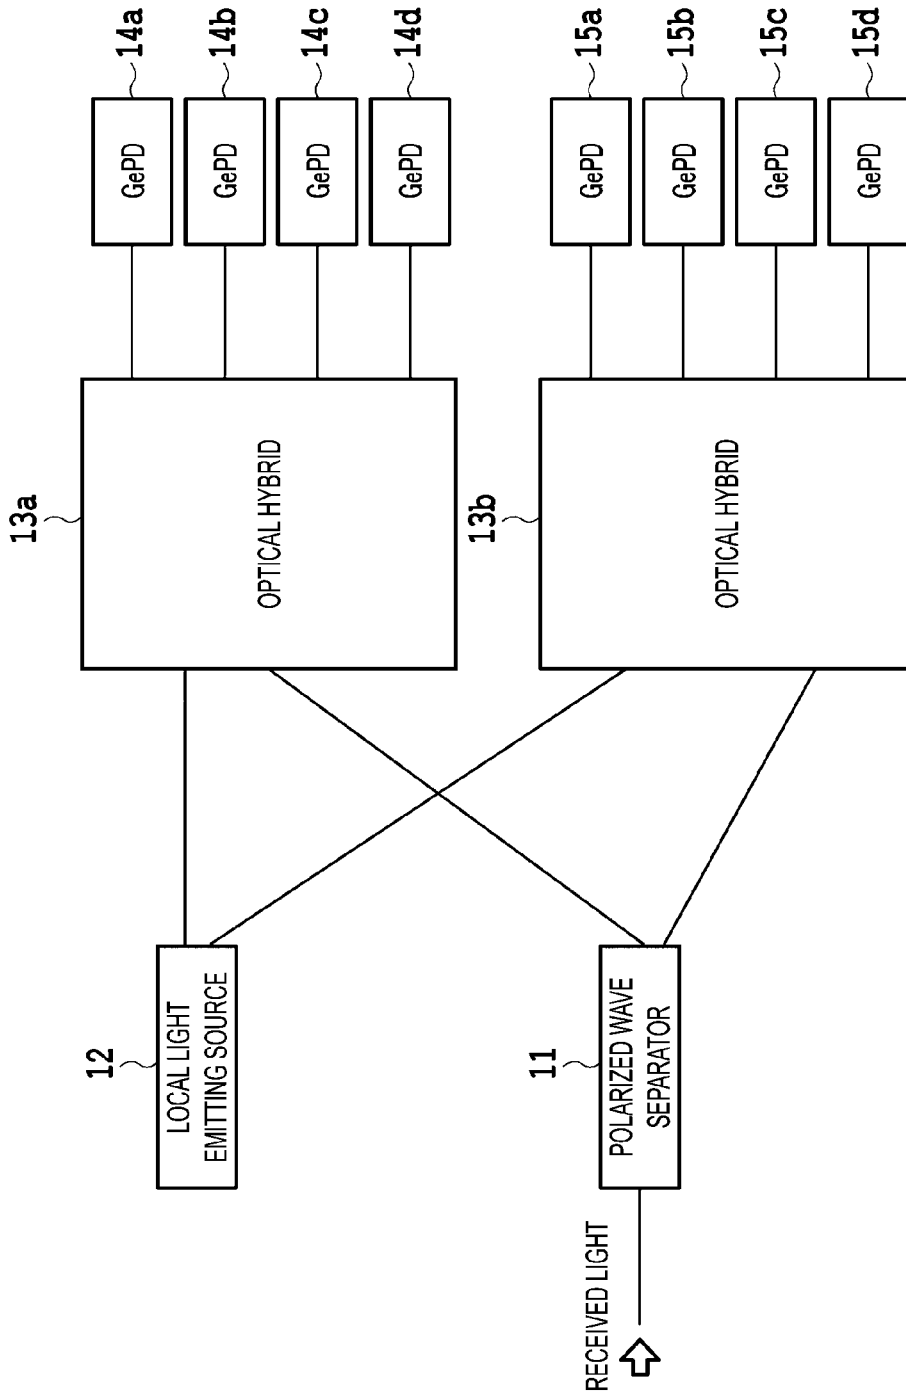 RECEIVED LIGHT
11
POLARIZED WAVE
SEPARATOR
12
LOCAL LIGHT
EMITTING SOURCE
13a
OPTICAL HYBRID
13b
OPTICAL HYBRID
GePD
14a
GePD
14b
GePD
14c
GePD
14d
GePD
15a
GePD
15b
GePD
15c
GePD
15d